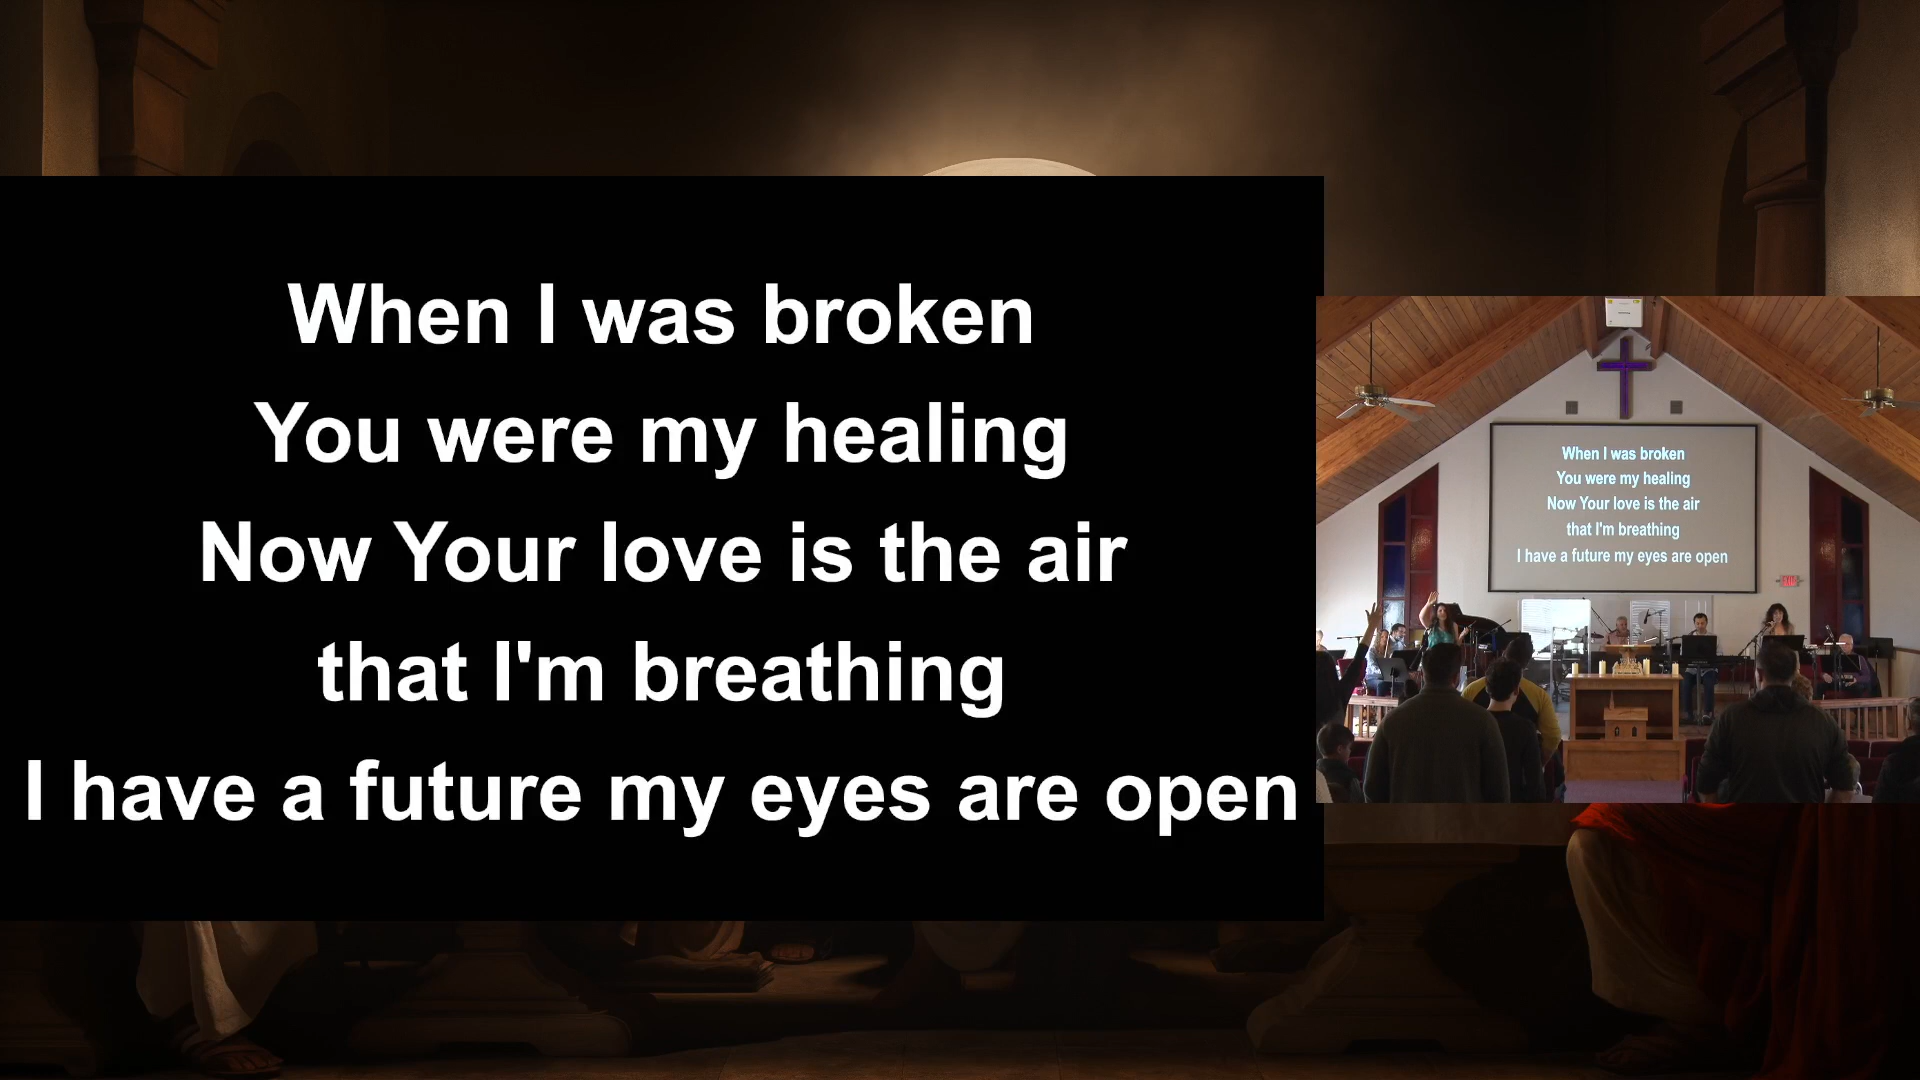 When I was broken
You were my healing
Now Your love is the air
that I'm breathing
I have a future my eyes are open
When I was broken
You were my healing
Now Your love is the air
that I'm breathing
I have a future my eyes are open
EXIT